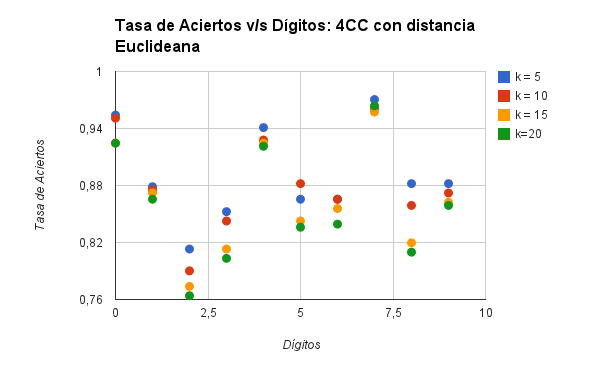 Tasa de Aciertos v/s Dígitos: 4CC con distancia
Euclideana
1
0,94
0,88
0,82
0,76
Tasa de Aciertos
0
2,5
5
7,5
10
Dígitos
k = 5
k = 10
k = 15
k=20